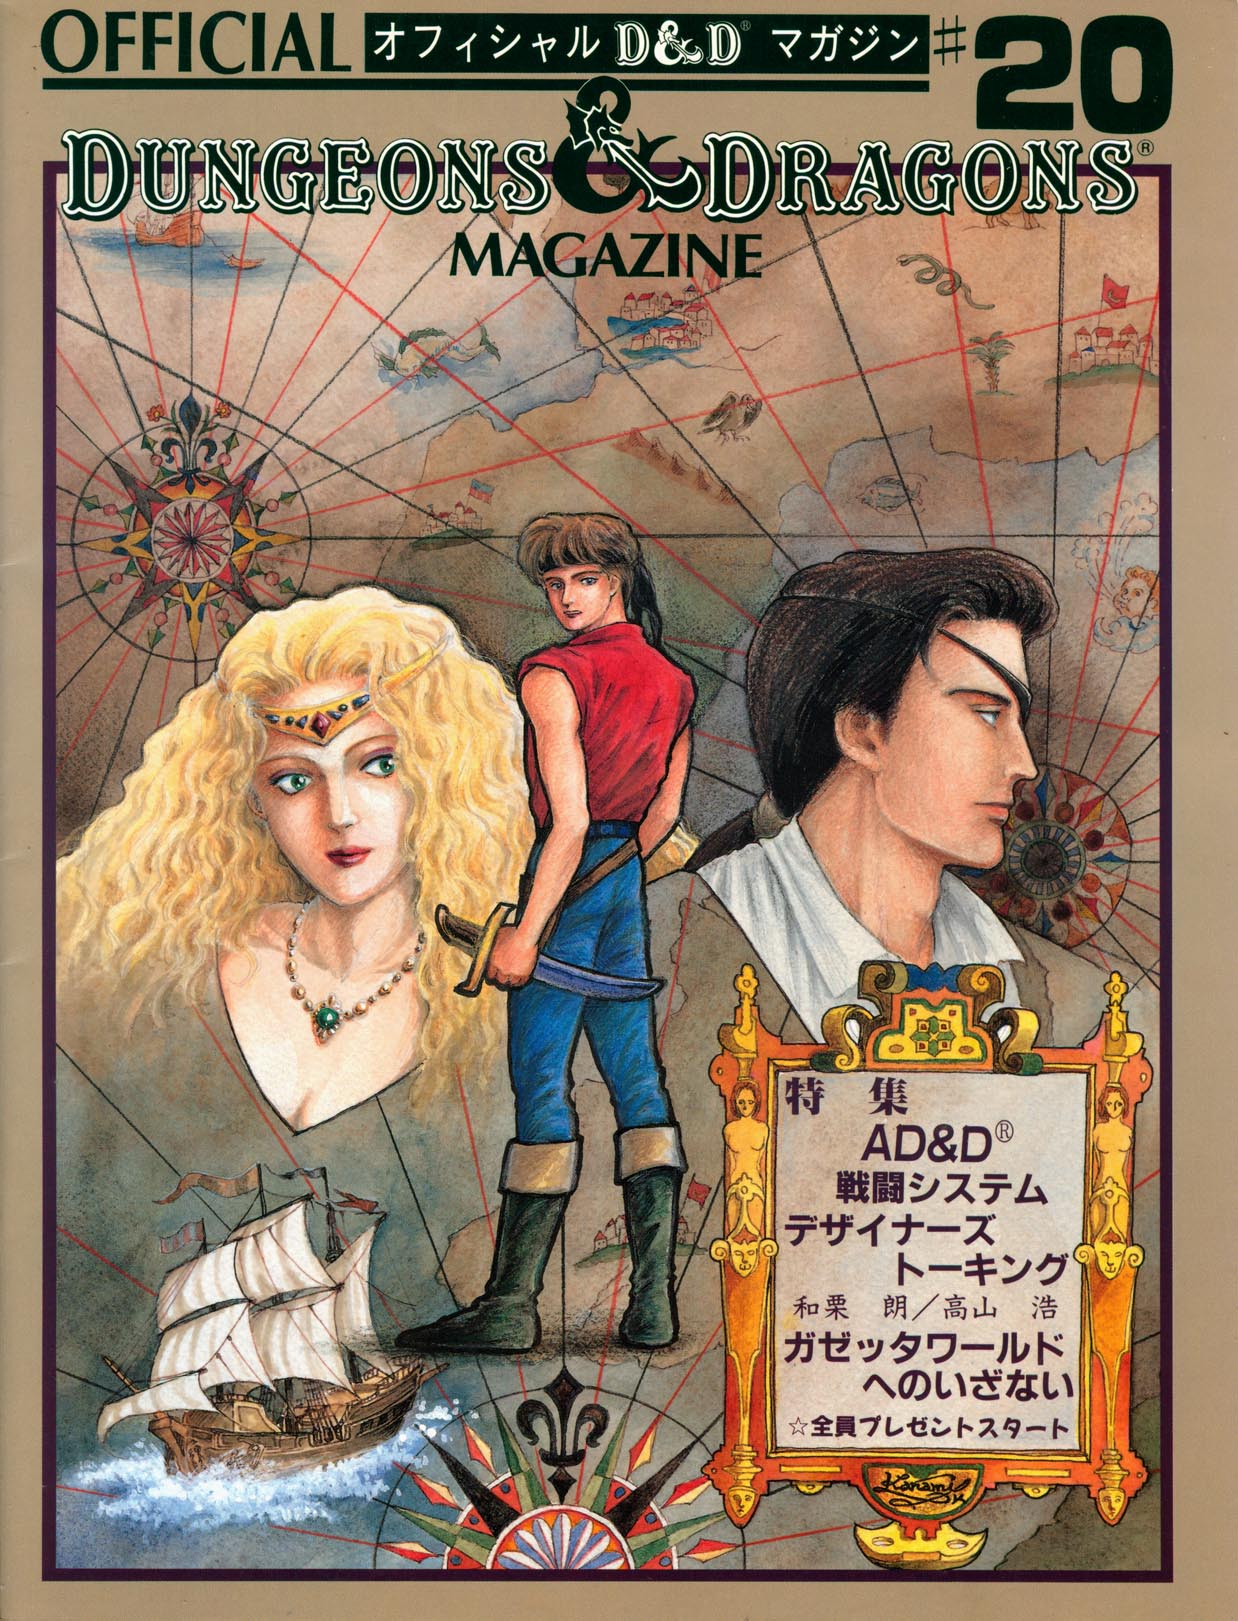 OFFICIAL オフィシャル D&D® マガジン #20
DUNGEONS & DRAGONS®
MAGAZINE
特 集
AD&D®
戦闘システム
デザイナーズ
トーキング
和栗 朗／高山 浩
ガゼッタワールド
へのいざない
☆全員プレゼントスタート
Kanami K